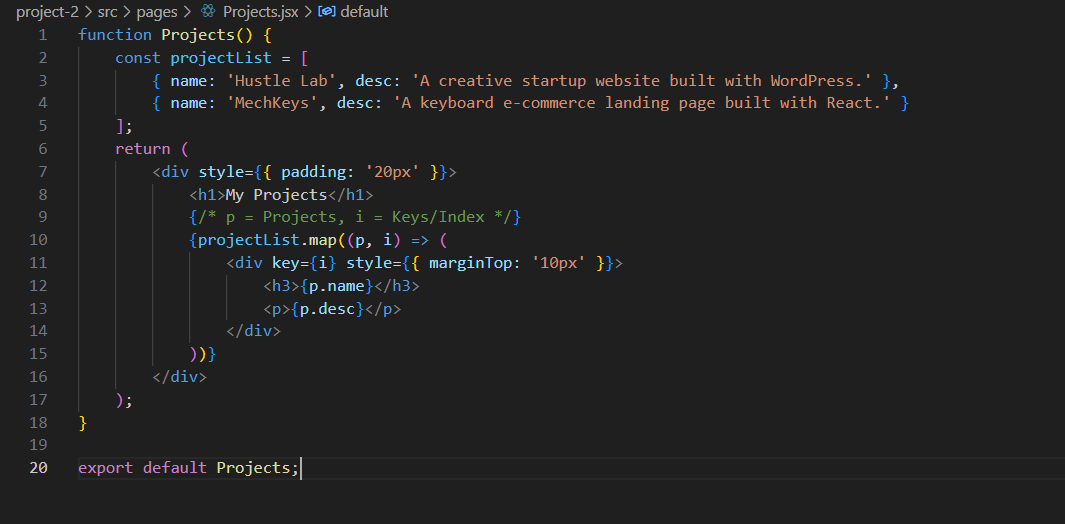 project-2 > src > pages > Projects.jsx > default
1 function Projects() {
2     const projectList = [
3         { name: 'Hustle Lab', desc: 'A creative startup website built with WordPress.' },
4         { name: 'MechKeys', desc: 'A keyboard e-commerce landing page built with React.' }
5     ];
6     return (
7         <div style={{ padding: '20px' }}>
8             <h1>My Projects</h1>
9             {/* p = Projects, i = Keys/Index */}
10             {projectList.map((p, i) => (
11                 <div key={i} style={{ marginTop: '10px' }}>
12                     <h3>{p.name}</h3>
13                     <p>{p.desc}</p>
14                 </div>
15             ))}
16         </div>
17     );
18 }
19
20 export default Projects;